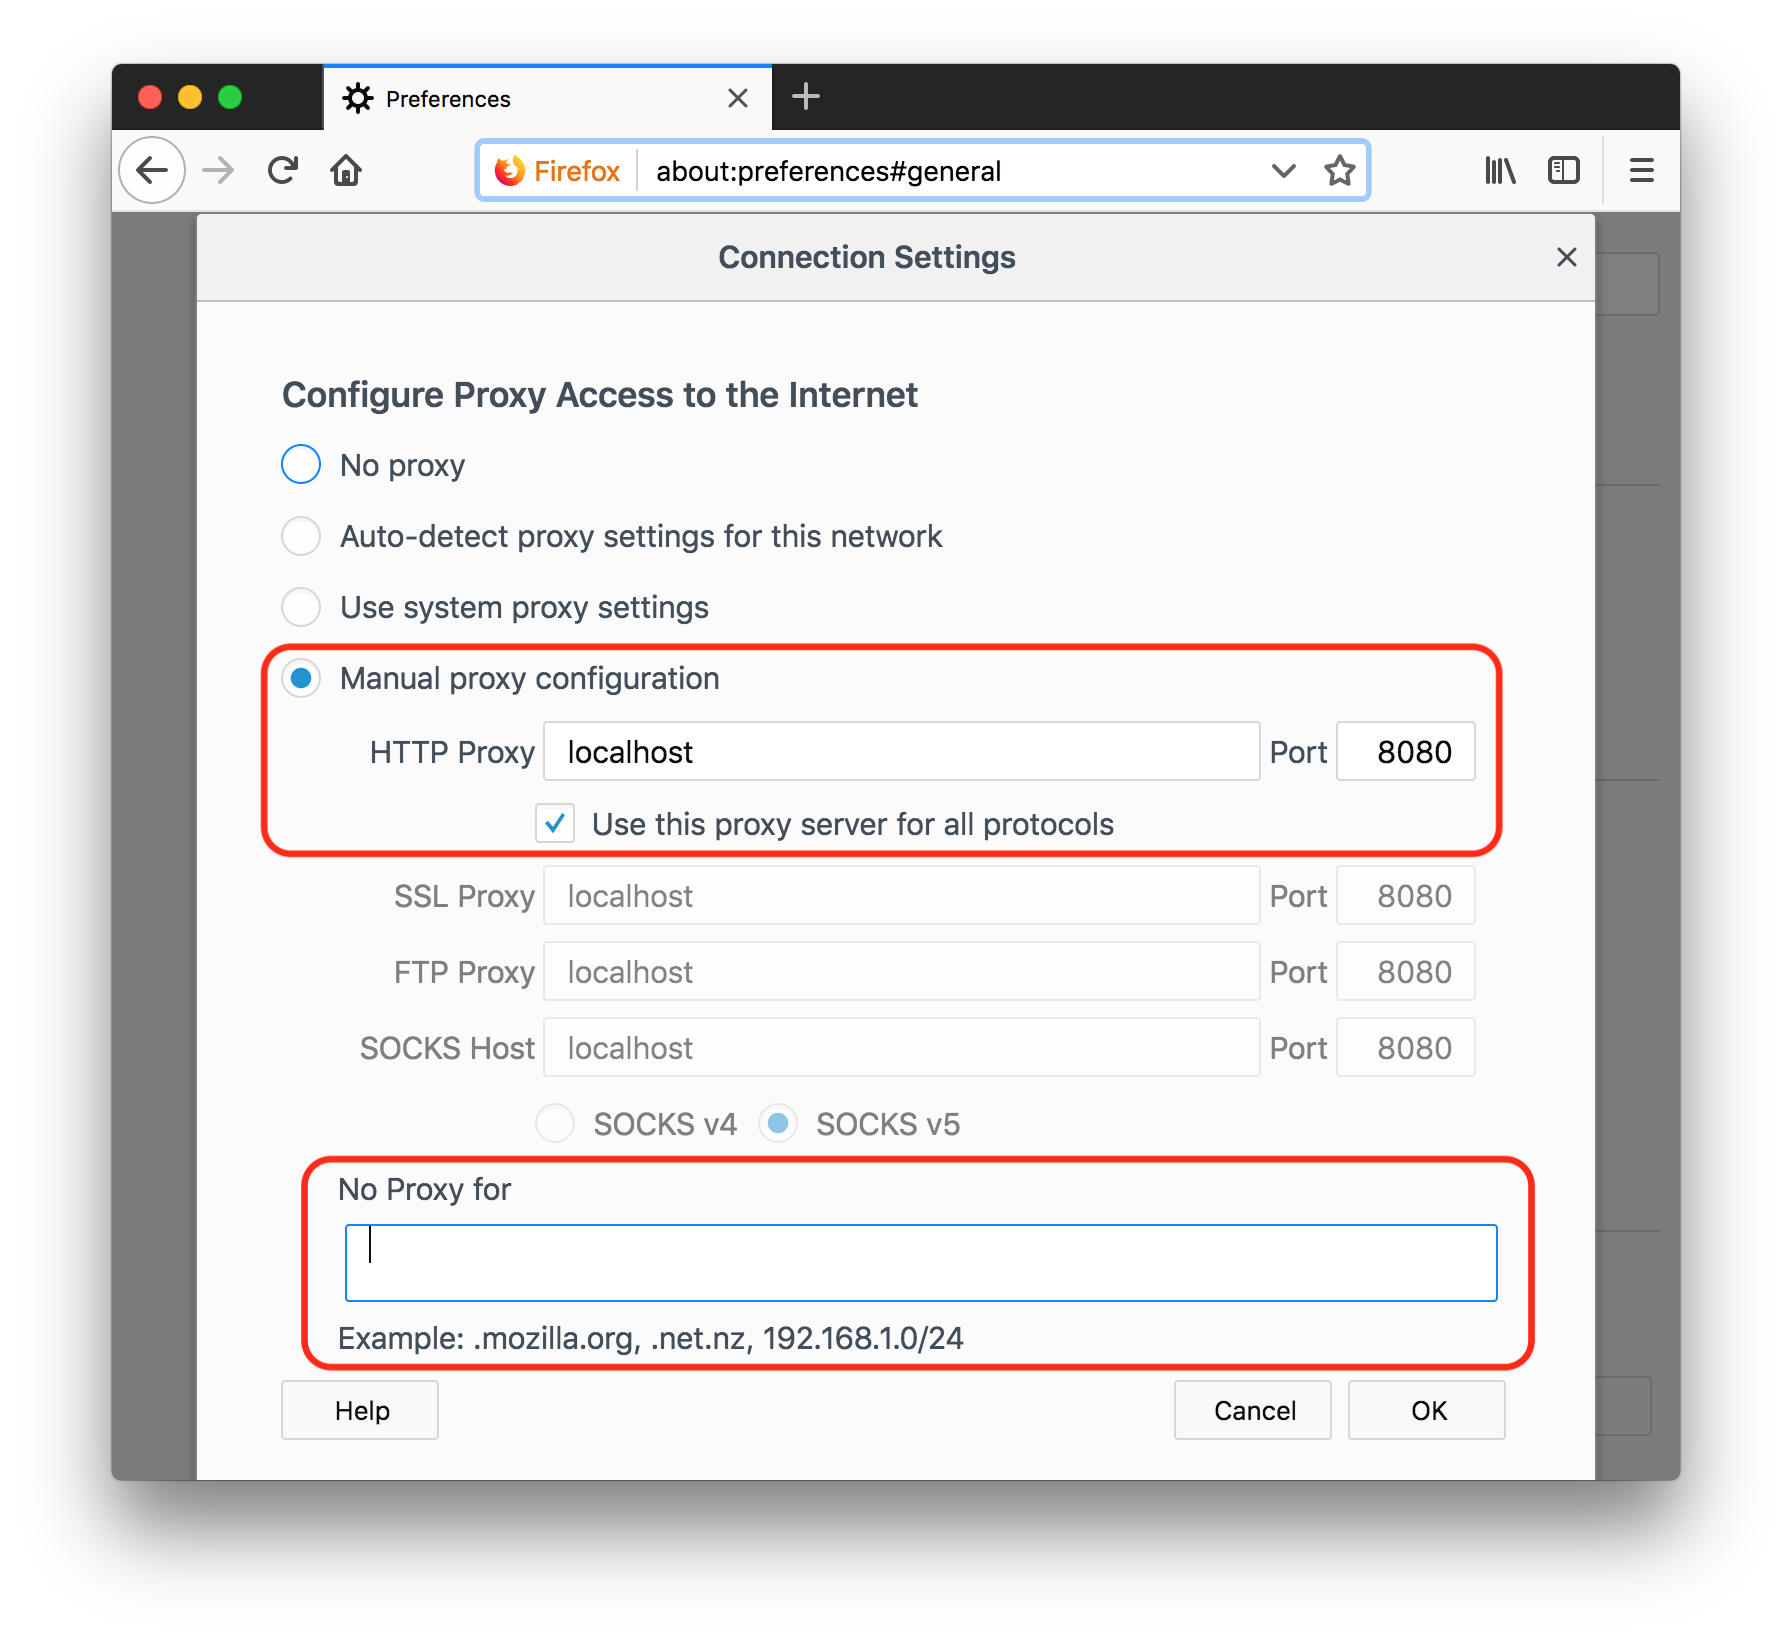 Preferences
Firefox about:preferences#general
Connection Settings
Configure Proxy Access to the Internet
No proxy
Auto-detect proxy settings for this network
Use system proxy settings
Manual proxy configuration
HTTP Proxy localhost Port 8080
Use this proxy server for all protocols
SSL Proxy localhost Port 8080
FTP Proxy localhost Port 8080
SOCKS Host localhost Port 8080
SOCKS v4 SOCKS v5
No Proxy for
Example: .mozilla.org, .net.nz, 192.168.1.0/24
Help Cancel OK